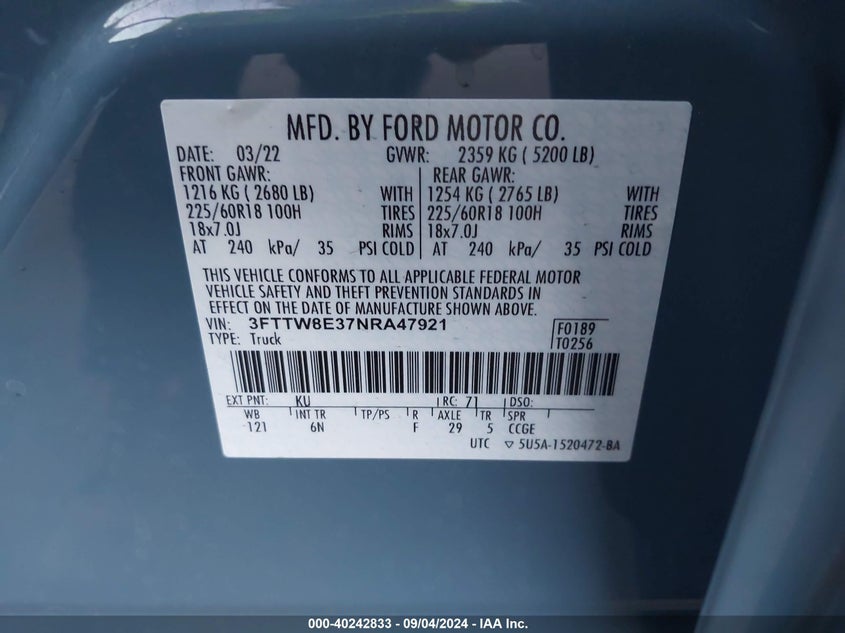 MFD. BY FORD MOTOR CO.
DATE: 03/22 GVWR: 2359 KG ( 5200 LB)
FRONT GAWR: REAR GAWR:
1216 KG ( 2680 LB) WITH 1254 KG ( 2765 LB) WITH
225/60R18 100H TIRES 225/60R18 100H TIRES
18x7.0J RIMS 18x7.0J RIMS
AT 240 kPa/ 35 PSI COLD AT 240 kPa/ 35 PSI COLD
THIS VEHICLE CONFORMS TO ALL APPLICABLE FEDERAL MOTOR
VEHICLE SAFETY AND THEFT PREVENTION STANDARDS IN
EFFECT ON THE DATE OF MANUFACTURE SHOWN ABOVE.
VIN: 3FTTW8E37NRA47921 F0189
TYPE: Truck T0256
EXT PNT: KU RC: 71 DSO:
WB INT TR TP/PS R AXLE TR SPR
121 6N F 29 5 CCGE
UTC ▽ 5U5A-1520472-BA
000-40242833 - 09/04/2024 - IAA Inc.